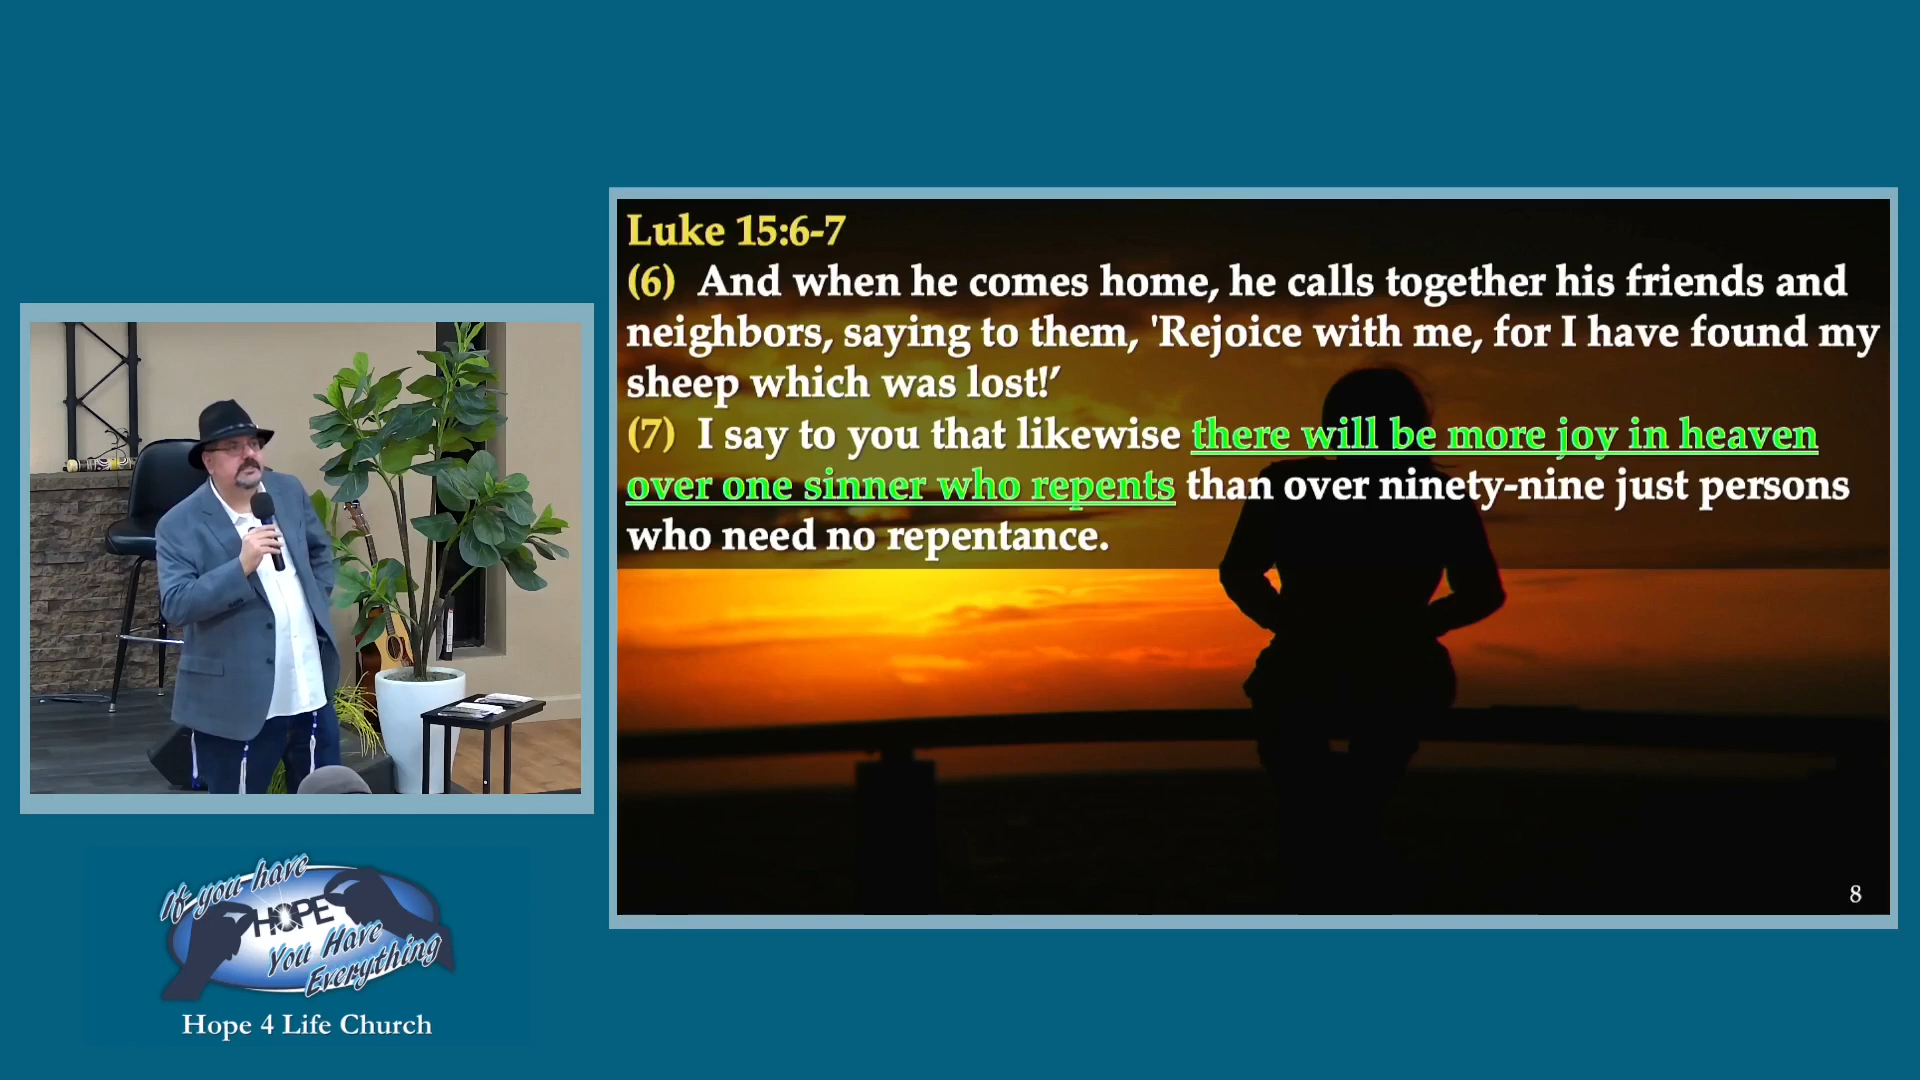 Luke 15:6-7
(6) And when he comes home, he calls together his friends and
neighbors, saying to them, 'Rejoice with me, for I have found my
sheep which was lost!’
(7) I say to you that likewise there will be more joy in heaven
over one sinner who repents than over ninety-nine just persons
who need no repentance.
8
If you have
HOPE
You Have
Everything
Hope 4 Life Church